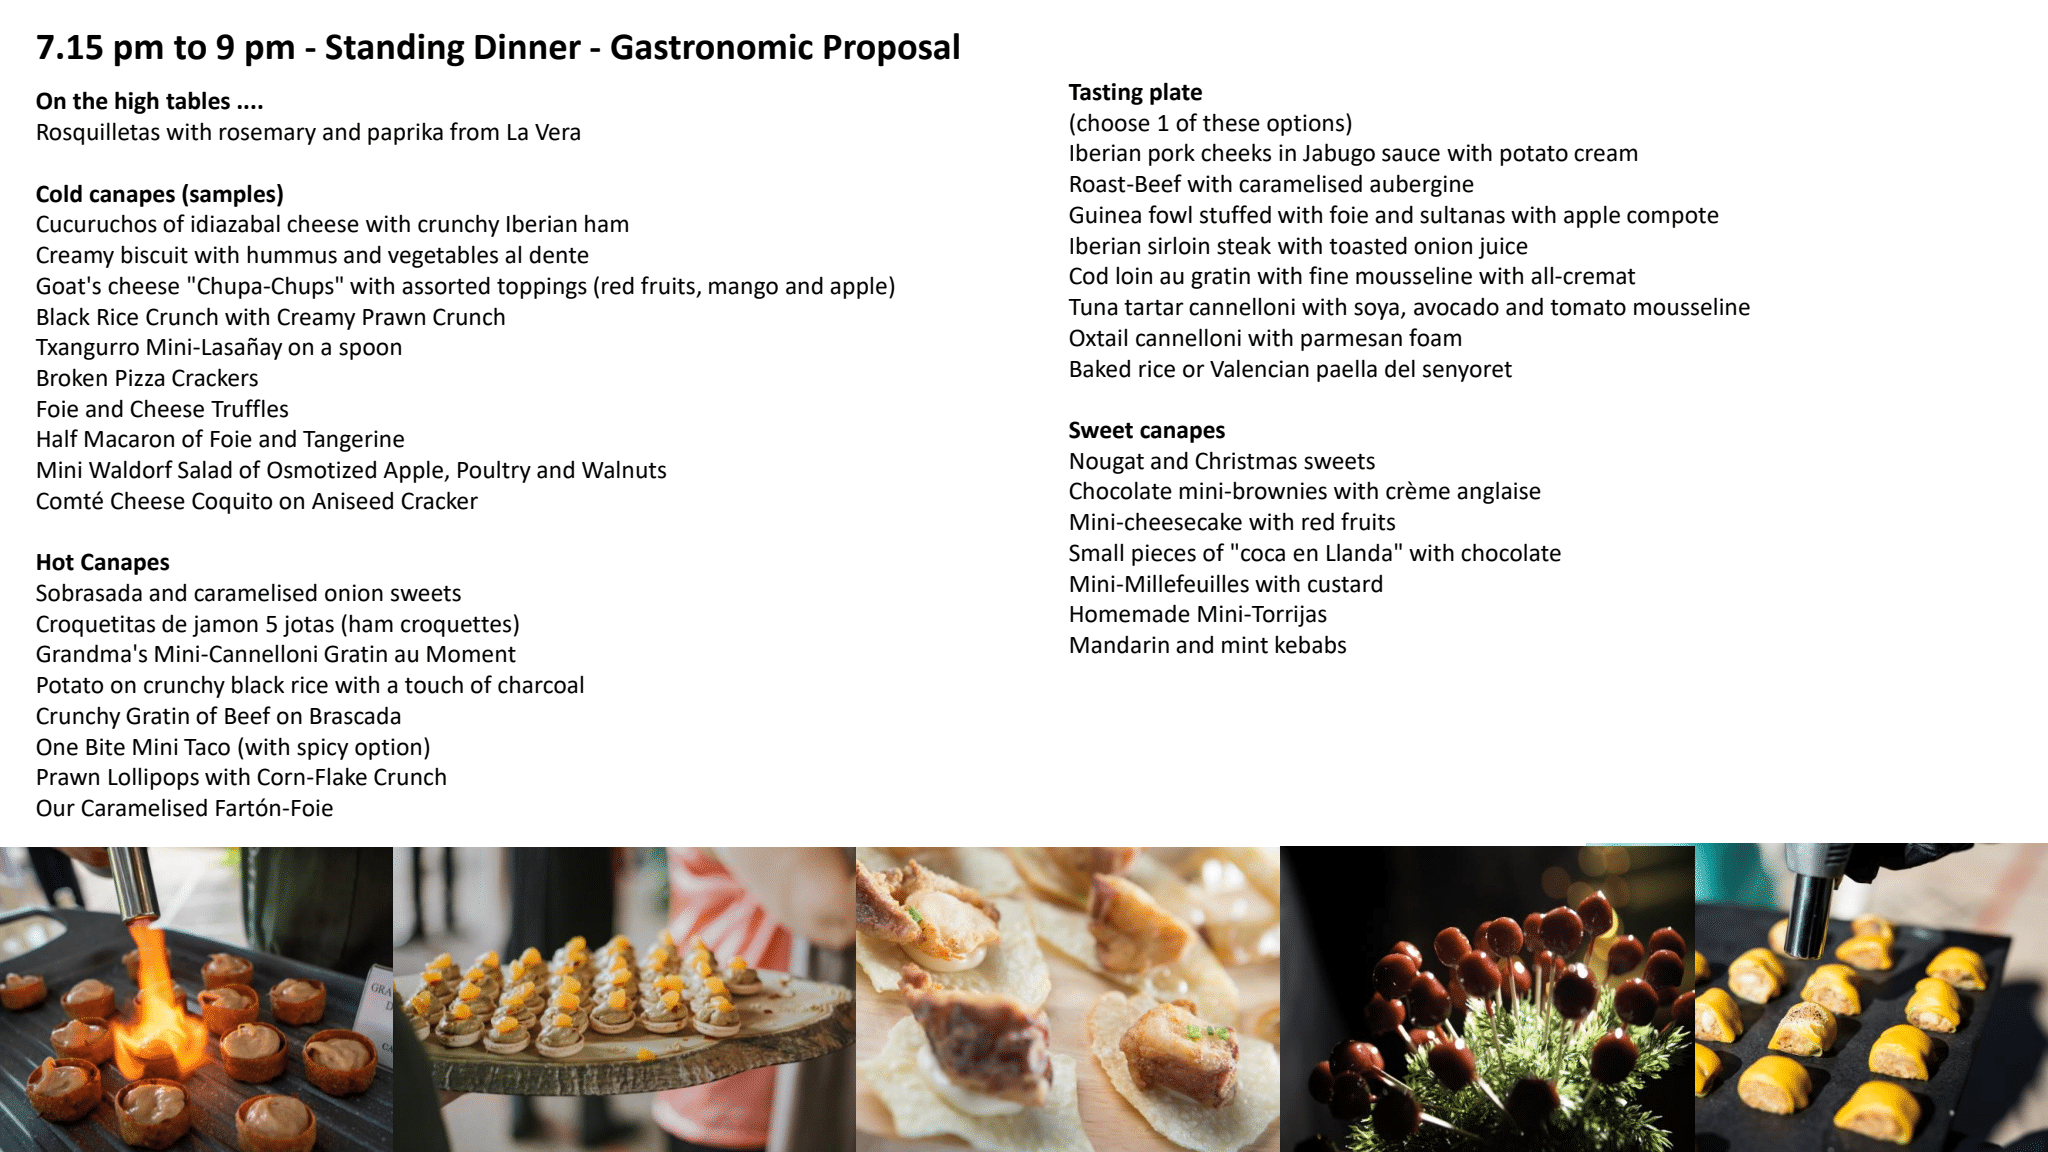 7.15 pm to 9 pm - Standing Dinner - Gastronomic Proposal
On the high tables ....
Rosquilletas with rosemary and paprika from La Vera
Cold canapes (samples)
Cucuruchos of idiazabal cheese with crunchy Iberian ham
Creamy biscuit with hummus and vegetables al dente
Goat's cheese "Chupa-Chups" with assorted toppings (red fruits, mango and apple)
Black Rice Crunch with Creamy Prawn Crunch
Txangurro Mini-Lasañay on a spoon
Broken Pizza Crackers
Foie and Cheese Truffles
Half Macaron of Foie and Tangerine
Mini Waldorf Salad of Osmotized Apple, Poultry and Walnuts
Comté Cheese Coquito on Aniseed Cracker
Hot Canapes
Sobrasada and caramelised onion sweets
Croquetitas de jamon 5 jotas (ham croquettes)
Grandma's Mini-Cannelloni Gratin au Moment
Potato on crunchy black rice with a touch of charcoal
Crunchy Gratin of Beef on Brascada
One Bite Mini Taco (with spicy option)
Prawn Lollipops with Corn-Flake Crunch
Our Caramelised Fartón-Foie
Tasting plate
(choose 1 of these options)
Iberian pork cheeks in Jabugo sauce with potato cream
Roast-Beef with caramelised aubergine
Guinea fowl stuffed with foie and sultanas with apple compote
Iberian sirloin steak with toasted onion juice
Cod loin au gratin with fine mousseline with all-cremat
Tuna tartar cannelloni with soya, avocado and tomato mousseline
Oxtail cannelloni with parmesan foam
Baked rice or Valencian paella del senyoret
Sweet canapes
Nougat and Christmas sweets
Chocolate mini-brownies with crème anglaise
Mini-cheesecake with red fruits
Small pieces of "coca en Llanda" with chocolate
Mini-Millefeuilles with custard
Homemade Mini-Torrijas
Mandarin and mint kebabs